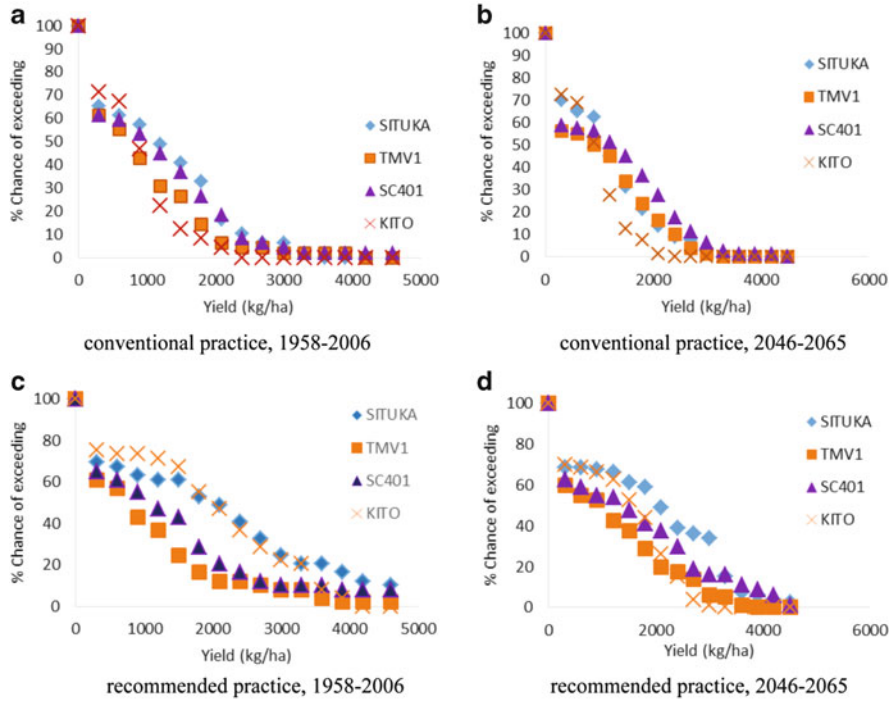 a
% Chance of exceeding
100
90
80
70
60
50
40
30
20
10
0
0 1000 2000 3000 4000 5000
Yield (kg/ha)
SITUKA
TMV1
SC401
KITO
conventional practice, 1958-2006
b
% Chance of exceeding
100
90
80
70
60
50
40
30
20
10
0
0 2000 4000 6000
Yield (kg/ha)
SITUKA
TMV1
SC401
KITO
conventional practice, 2046-2065
c
% Chance of exceeding
100
80
60
40
20
0
0 1000 2000 3000 4000 5000
Yield (kg/ha)
SITUKA
TMV1
SC401
KITO
recommended practice, 1958-2006
d
% Chance of exceeding
100
80
60
40
20
0
0 2000 4000 6000
Yield (kg/ha)
SITUKA
TMV1
SC401
KITO
recommended practice, 2046-2065